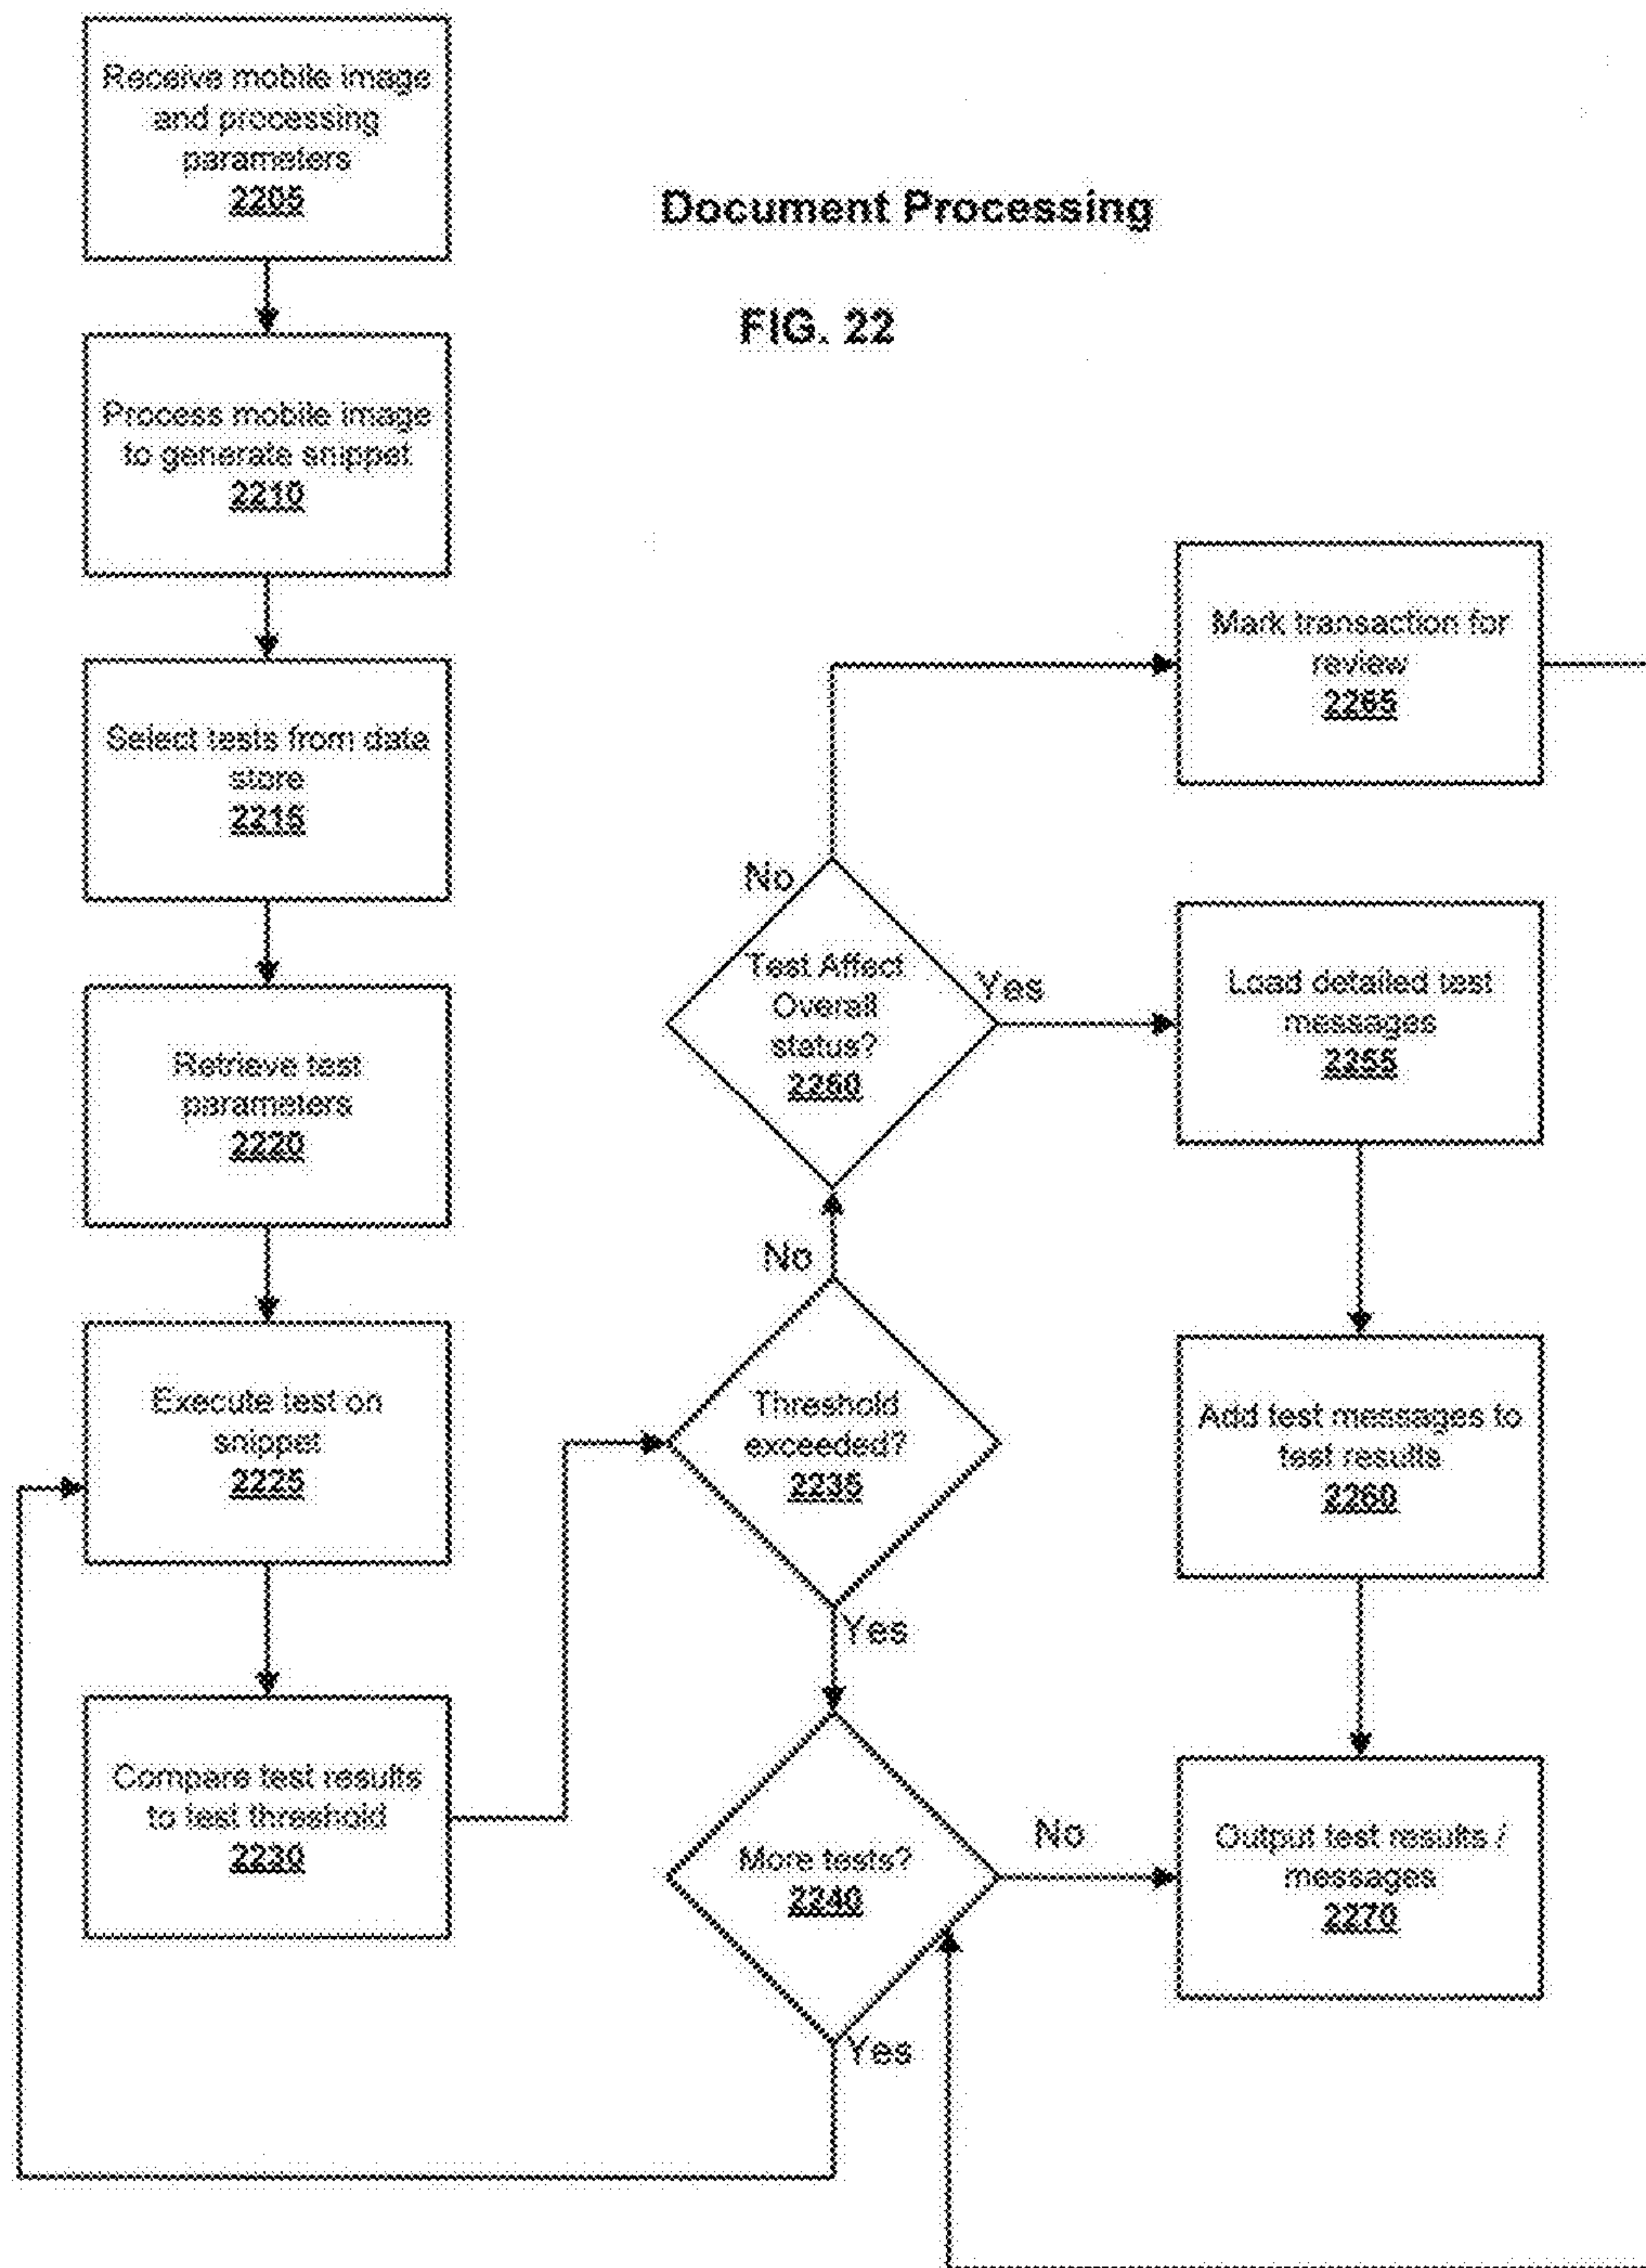 Receive mobile image
and processing
parameters
2205
Process mobile image
to generate snippet
2210
Select tests from data
store
2215
Retrieve test
parameters
2220
Execute test on
snippet
2225
Compare test results
to test threshold
2230
Document Processing
FIG. 22
No
Test Affect
Overall
status?
2250
Yes
No
Threshold
exceeded?
2235
Yes
More tests?
2240
No
Yes
Mark transaction for
review
2265
Load detailed test
messages
2255
Add test messages to
test results
2260
Output test results /
messages
2270